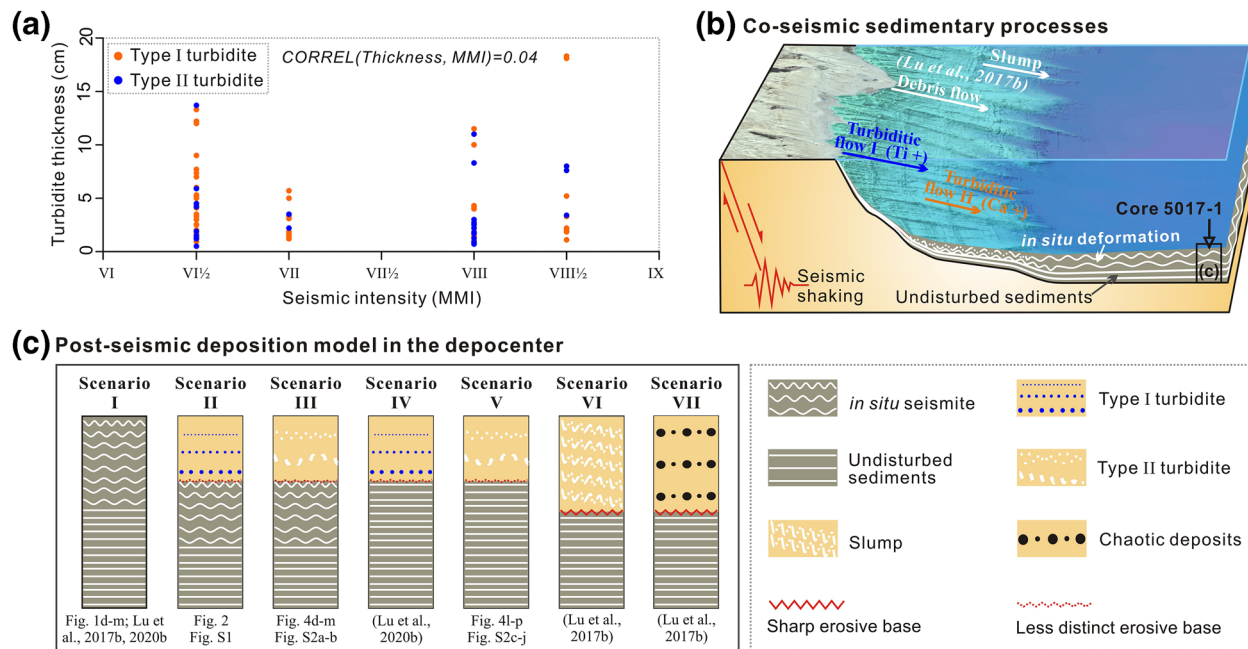 (a)
Turbidite thickness (cm)
20
15
10
5
0
Type I turbidite
Type II turbidite
CORREL(Thickness, MMI)=0.04
VI
VI½
VII
VII½
VIII
VIII½
IX
Seismic intensity (MMI)
(b) Co-seismic sedimentary processes
Slump
(Lu et al., 2017b)
Debris flow
Turbiditic
flow I (Ti +)
Turbiditic
flow II (Ca +)
Core 5017-1
in situ deformation
(c)
Seismic
shaking
Undisturbed sediments
(c) Post-seismic deposition model in the depocenter
Scenario
I
Scenario
II
Scenario
III
Scenario
IV
Scenario
V
Scenario
VI
Scenario
VII
Fig. 1d-m; Lu et
al., 2017b, 2020b
Fig. 2
Fig. S1
Fig. 4d-m
Fig. S2a-b
(Lu et al.,
2020b)
Fig. 4l-p
Fig. S2c-j
(Lu et al.,
2017b)
(Lu et al.,
2017b)
in situ seismite
Type I turbidite
Undisturbed
sediments
Type II turbidite
Slump
Chaotic deposits
Sharp erosive base
Less distinct erosive base